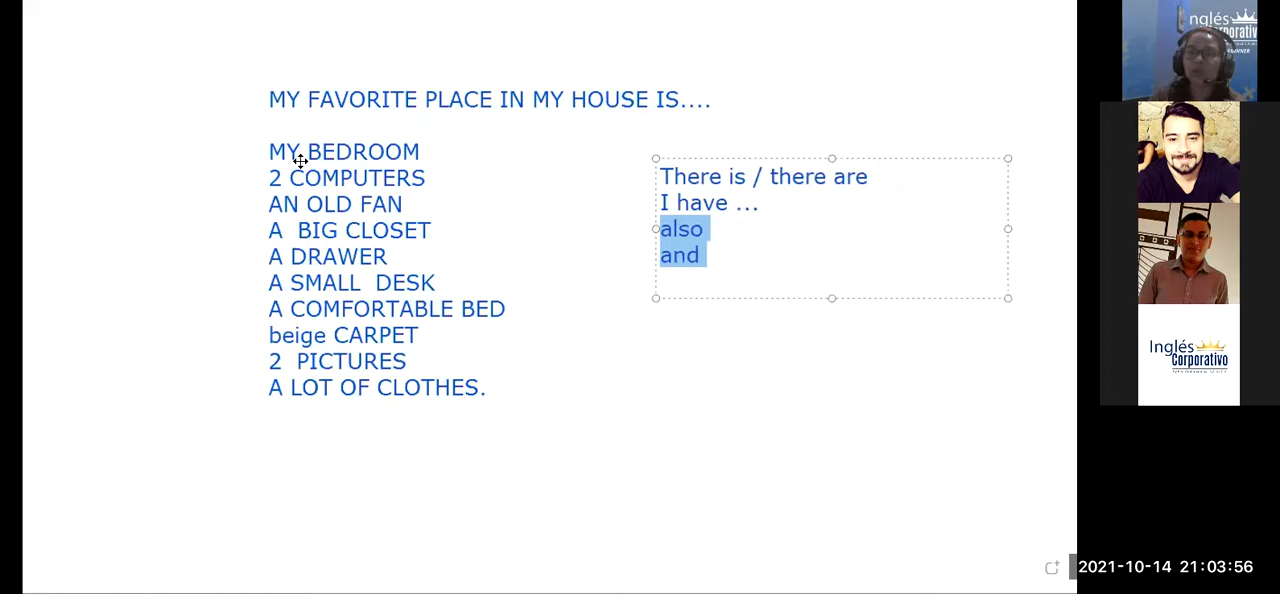 MY FAVORITE PLACE IN MY HOUSE IS....
MY BEDROOM
2 COMPUTERS
AN OLD FAN
A  BIG CLOSET
A DRAWER
A SMALL  DESK
A COMFORTABLE BED
beige CARPET
2  PICTURES
A LOT OF CLOTHES.
There is / there are
I have ...
also
and
nglés
Inglés
Corporativo
2021-10-14 21:03:56